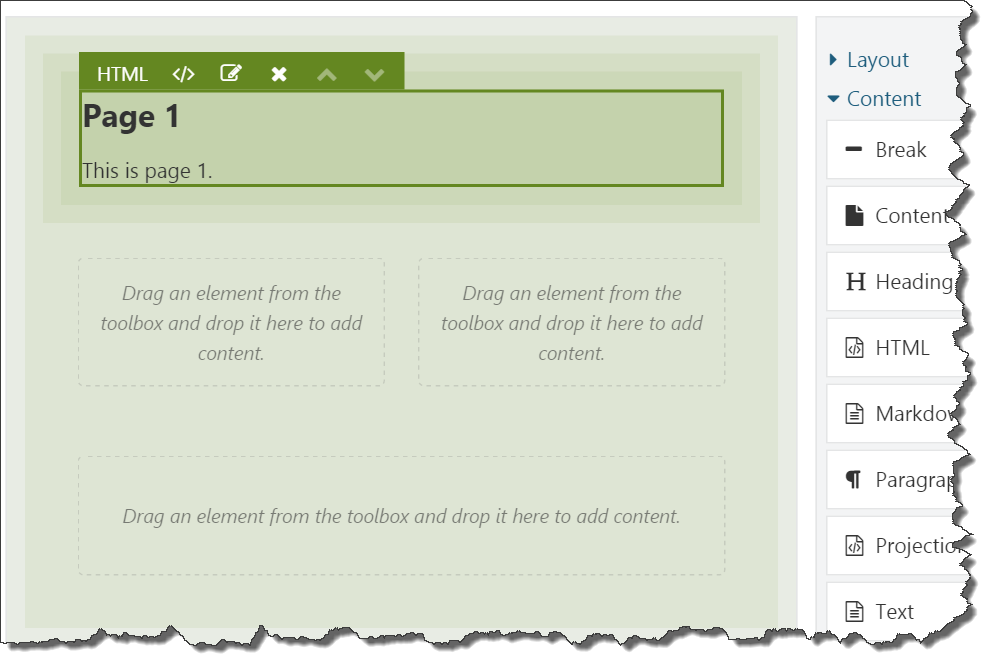 HTML
Page 1
This is page 1.
Drag an element from the
toolbox and drop it here to add
content.
Drag an element from the
toolbox and drop it here to add
content.
Drag an element from the toolbox and drop it here to add content.
Layout
Content
Break
Content
Heading
HTML
Markdow
Paragrap
Projectio
Text